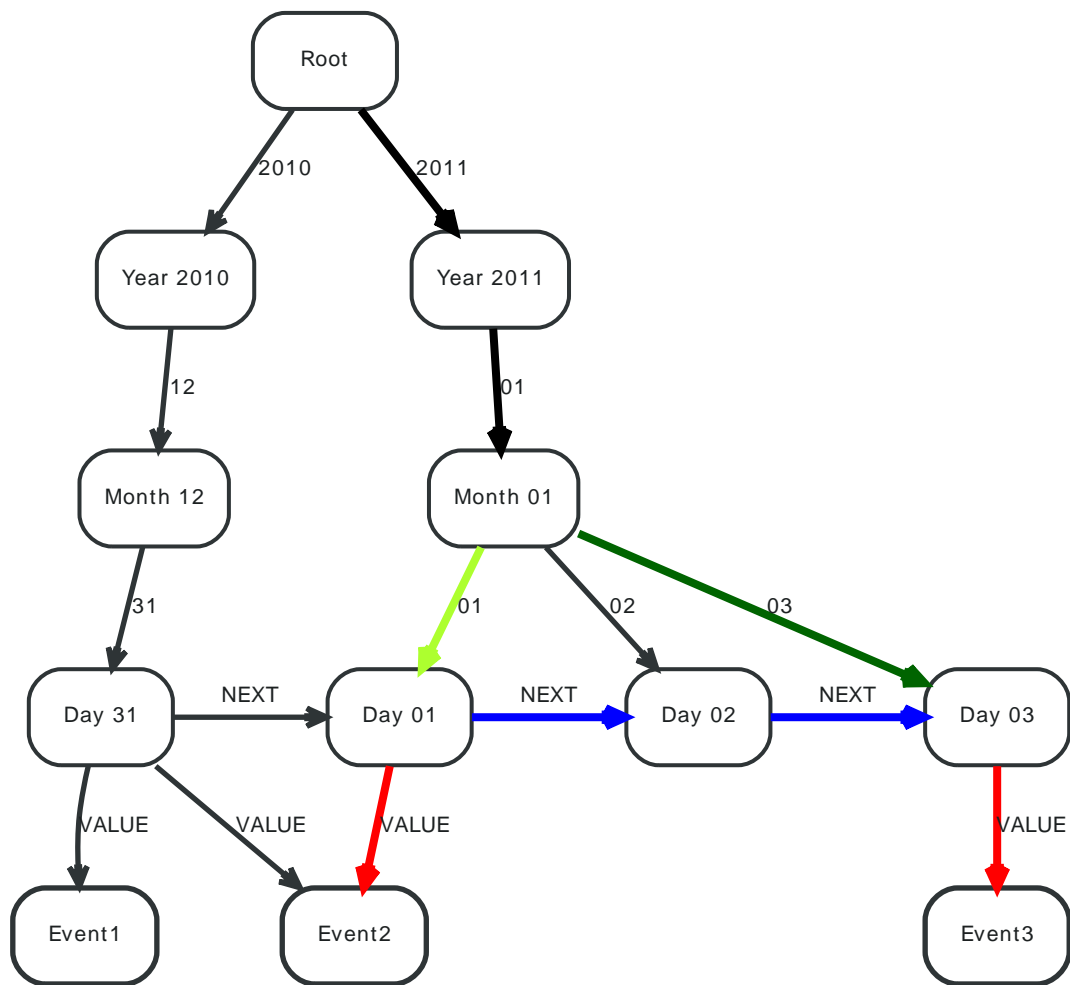 Root
2010
2011
Year 2010
Year 2011
12
01
Month 12
Month 01
31
01
02
03
NEXT
NEXT
NEXT
Day 31
Day 01
Day 02
Day 03
VALUE
VALUE
VALUE
VALUE
Event1
Event2
Event3